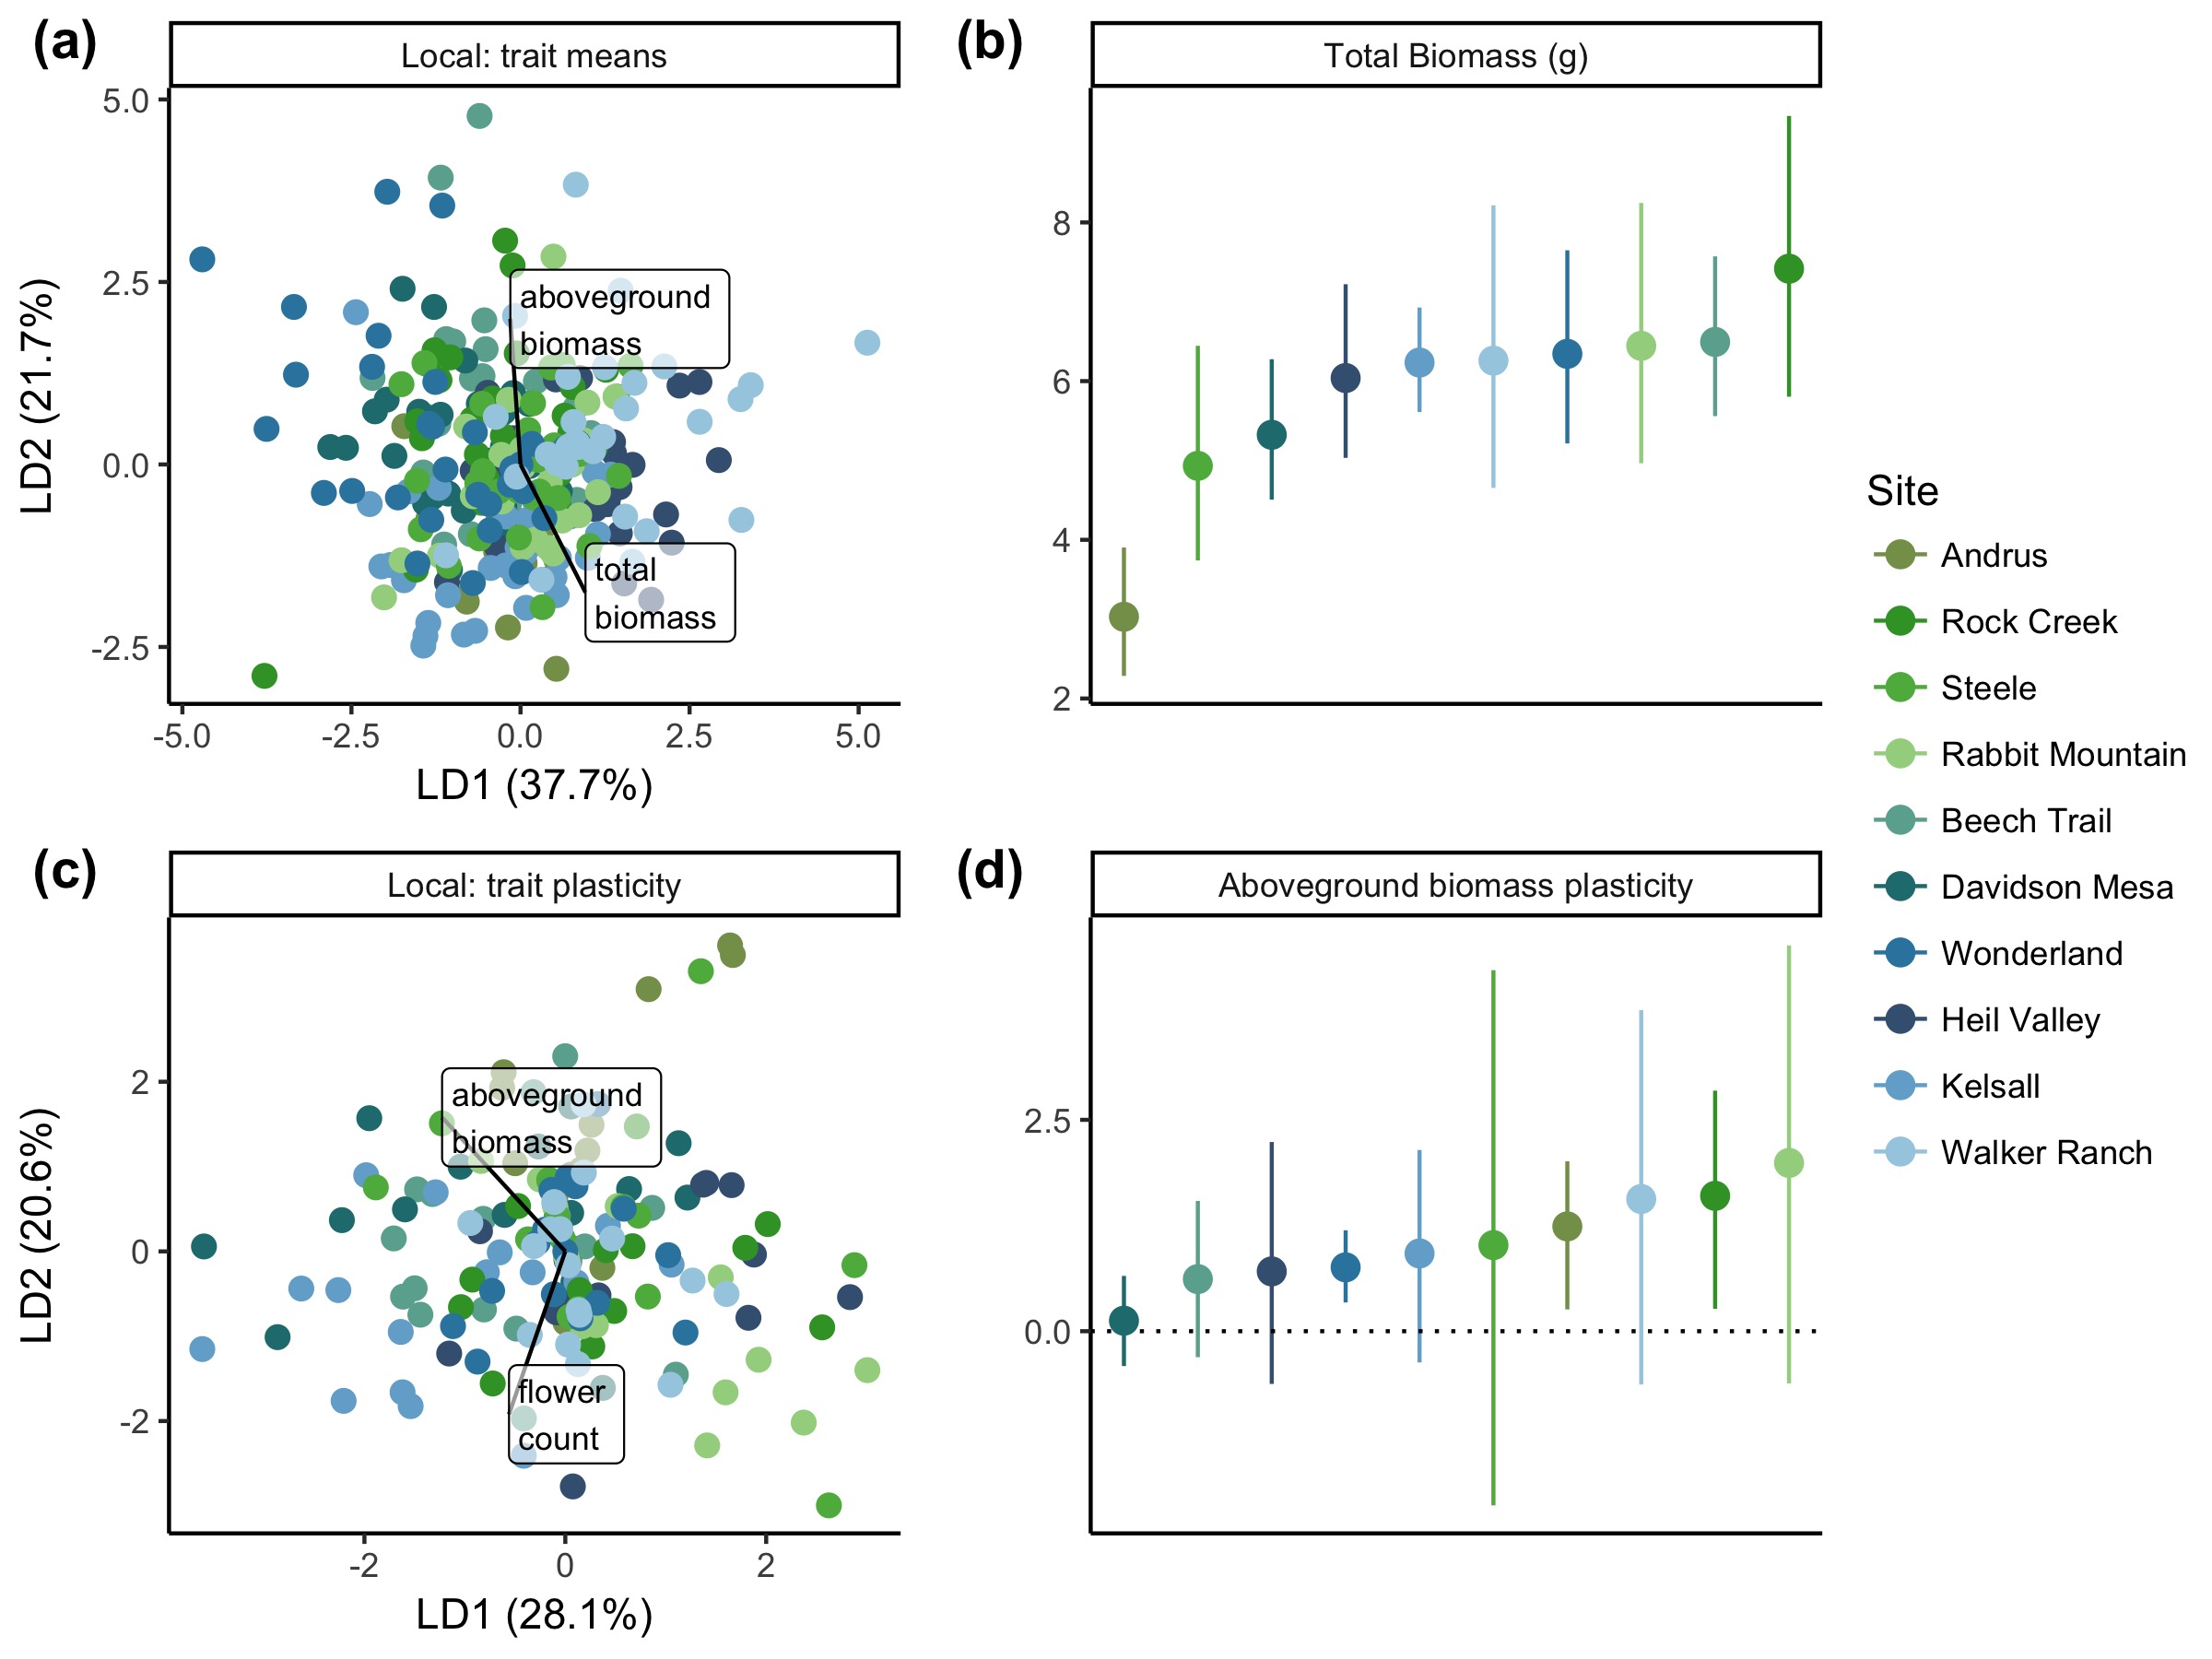 (a)
Local: trait means
5.0
2.5
0.0
-2.5
LD2 (21.7%)
aboveground
biomass
total
biomass
-5.0
-2.5
0.0
2.5
5.0
LD1 (37.7%)
(b)
Total Biomass (g)
8
6
4
2
(c)
Local: trait plasticity
2
0
-2
LD2 (20.6%)
aboveground
biomass
flower
count
-2
0
2
LD1 (28.1%)
(d)
Aboveground biomass plasticity
2.5
0.0
Site
Andrus
Rock Creek
Steele
Rabbit Mountain
Beech Trail
Davidson Mesa
Wonderland
Heil Valley
Kelsall
Walker Ranch